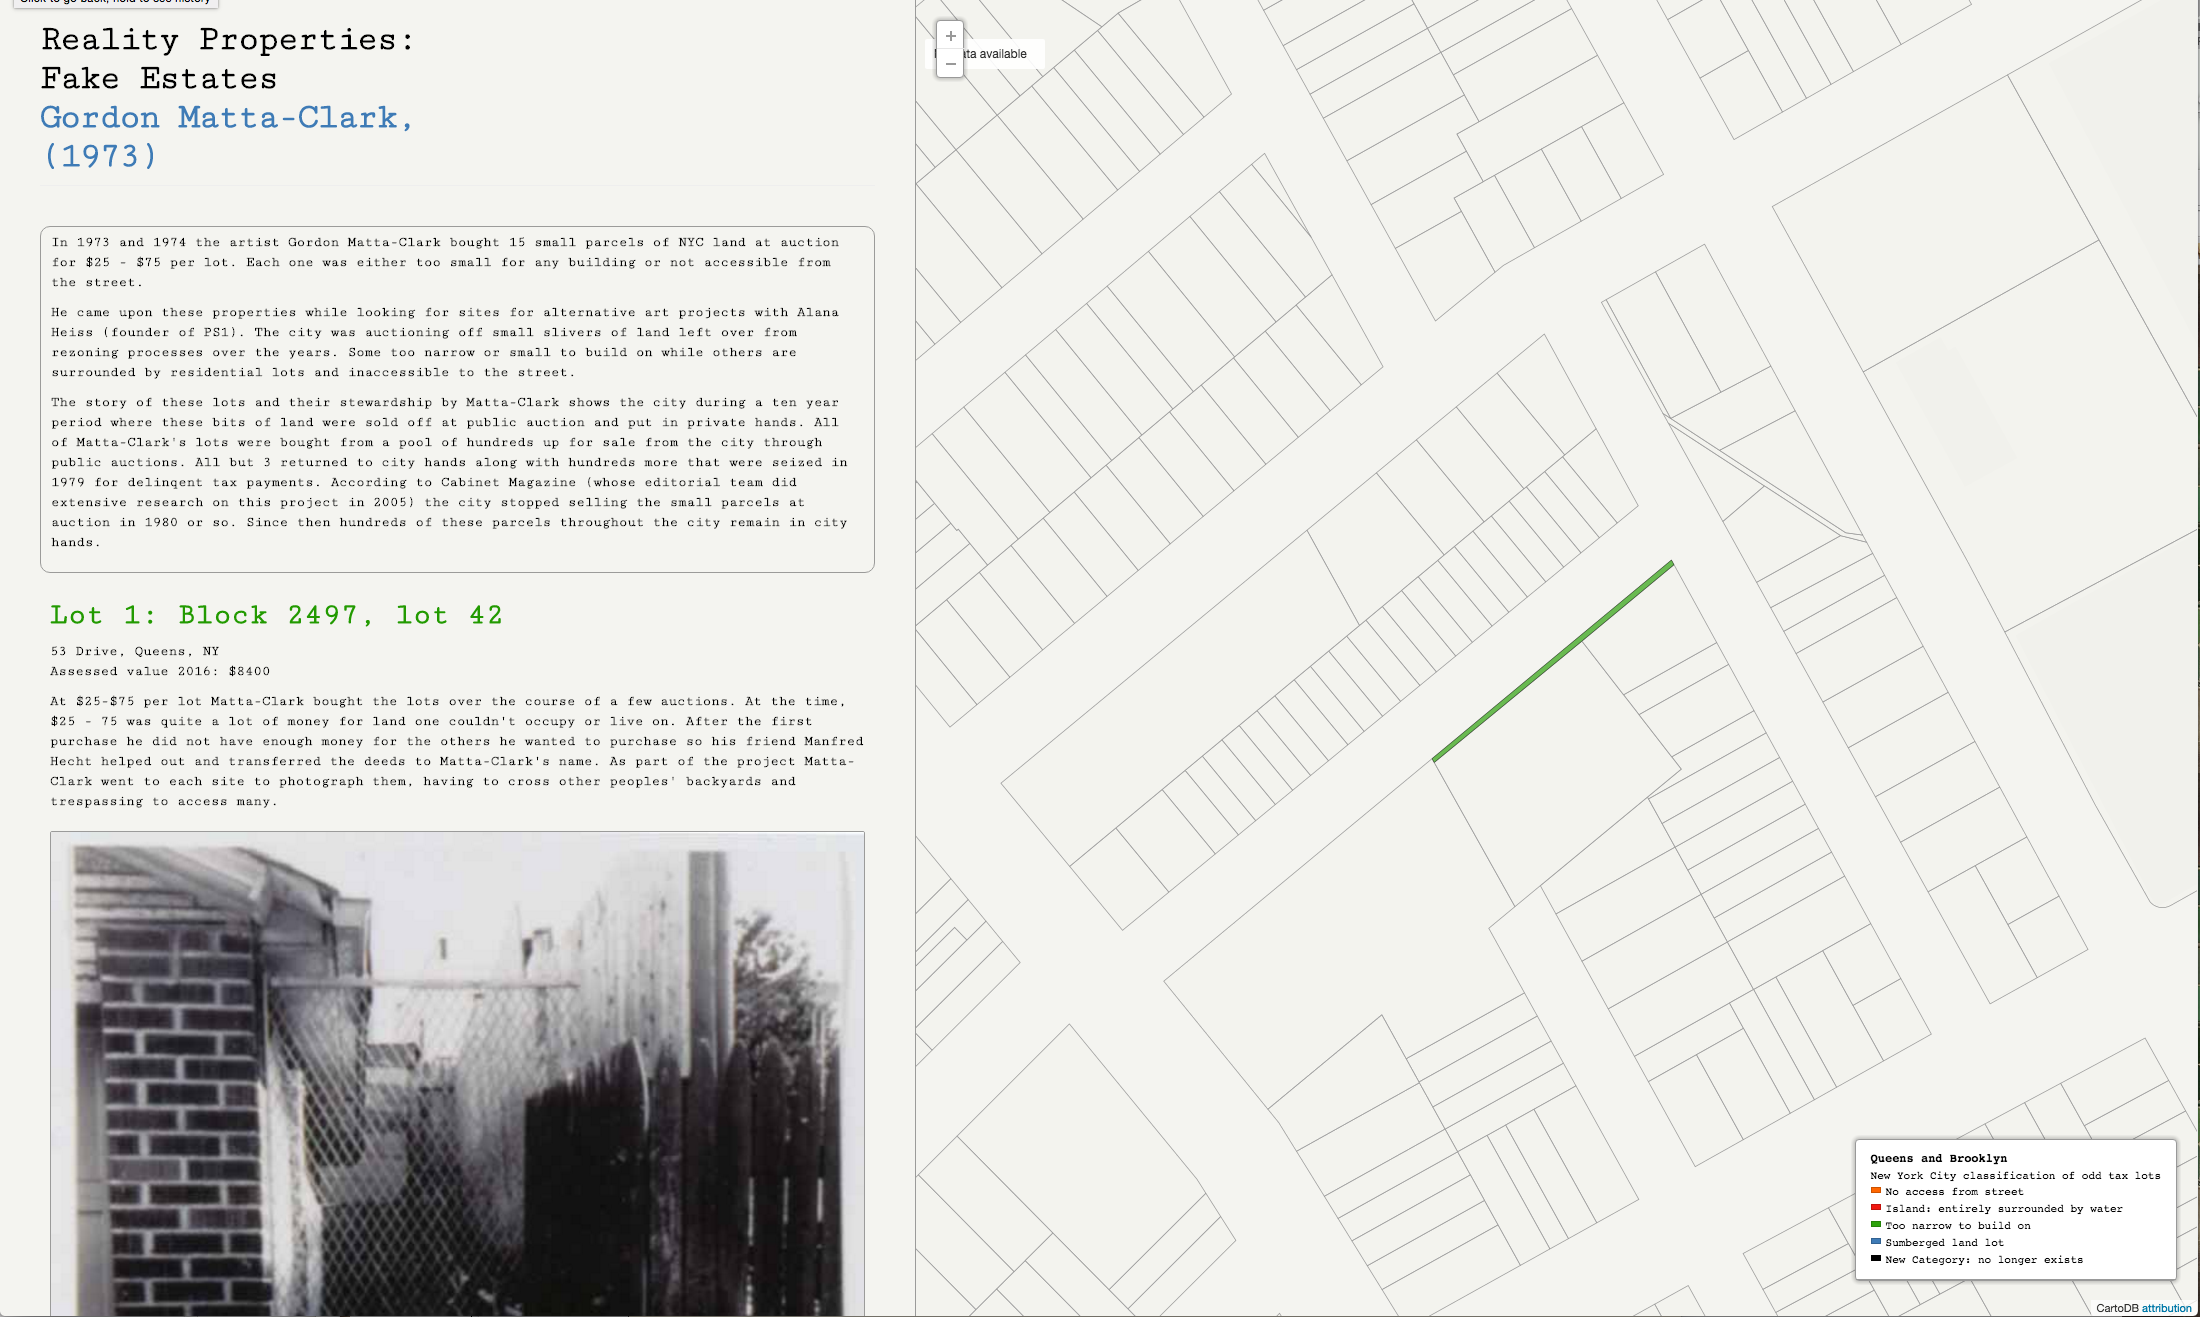 Reality Properties:
Fake Estates
Gordon Matta-Clark,
(1973)
In 1973 and 1974 the artist Gordon Matta-Clark bought 15 small parcels of NYC land at auction
for $25 - $75 per lot. Each one was either too small for any building or not accessible from
the street.
He came upon these properties while looking for sites for alternative art projects with Alana
Heiss (founder of PS1). The city was auctioning off small slivers of land left over from
rezoning processes over the years. Some too narrow or small to build on while others are
surrounded by residential lots and inaccessible to the street.
The story of these lots and their stewardship by Matta-Clark shows the city during a ten year
period where these bits of land were sold off at public auction and put in private hands. All
of Matta-Clark's lots were bought from a pool of hundreds up for sale from the city through
public auctions. All but 3 returned to city hands along with hundreds more that were seized in
1979 for delinqent tax payments. According to Cabinet Magazine (whose editorial team did
extensive research on this project in 2005) the city stopped selling the small parcels at
auction in 1980 or so. Since then hundreds of these parcels throughout the city remain in city
hands.
Lot 1: Block 2497, lot 42
53 Drive, Queens, NY
Assessed value 2016: $8400
At $25-$75 per lot Matta-Clark bought the lots over the course of a few auctions. At the time,
$25 - 75 was quite a lot of money for land one couldn't occupy or live on. After the first
purchase he did not have enough money for the others he wanted to purchase so his friend Manfred
Hecht helped out and transferred the deeds to Matta-Clark's name. As part of the project Matta-
Clark went to each site to photograph them, having to cross other peoples' backyards and
trespassing to access many.
+
available
−
Queens and Brooklyn
New York City classification of odd tax lots
No access from street
Island: entirely surrounded by water
Too narrow to build on
Sumberged land lot
New Category: no longer exists
CartoDB attribution